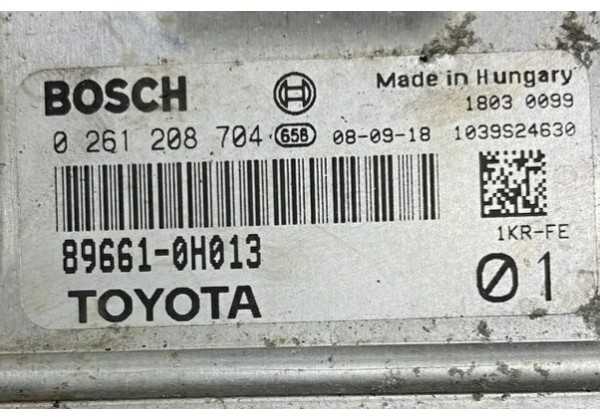 BOSCH Made in Hungary
1803 0099
0 261 208 704 658 08-09-18 1039S24630
89661-0H013
1KR-FE
TOYOTA 01